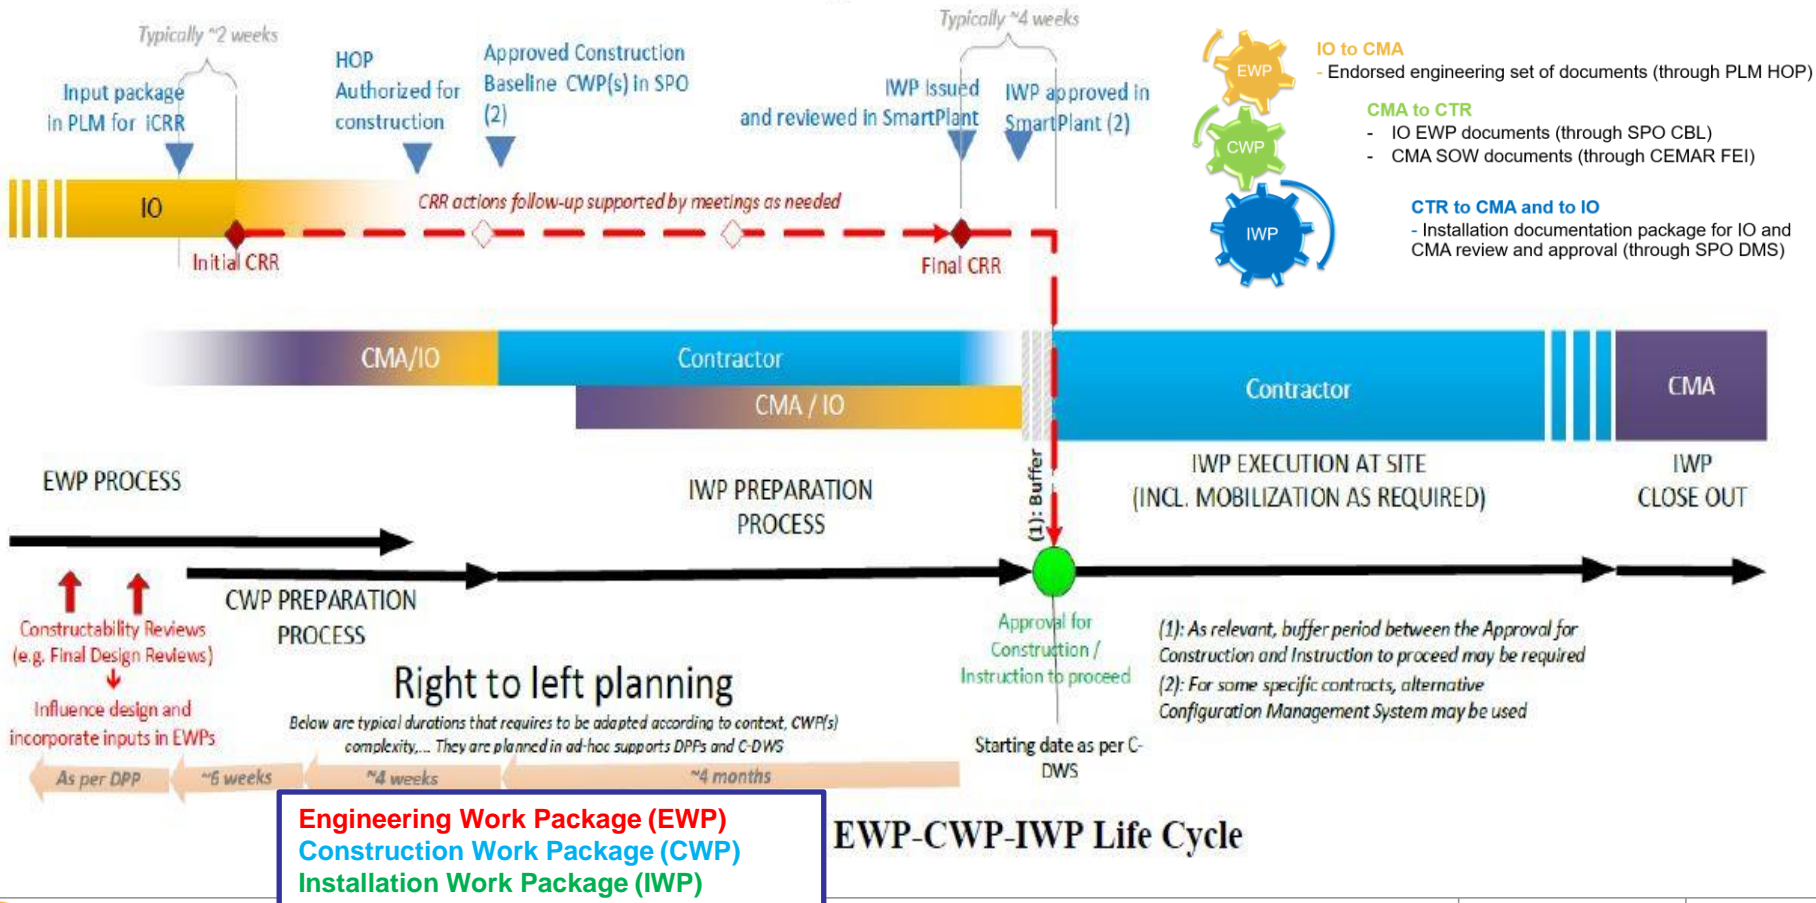 Typically ~2 weeks
Input package
in PLM for iCRR
HOP
Authorized for
construction
Approved Construction
Baseline CWP(s) in SPO
(2)
Typically ~4 weeks
IWP Issued
and reviewed in SmartPlant
IWP approved in
SmartPlant (2)
EWP
CWP
IWP
IO to CMA
- Endorsed engineering set of documents (through PLM HOP)
CMA to CTR
- IO EWP documents (through SPO CBL)
- CMA SOW documents (through CEMAR FEI)
CTR to CMA and to IO
- Installation documentation package for IO and
CMA review and approval (through SPO DMS)
IO
CRR actions follow-up supported by meetings as needed
Initial CRR
Final CRR
CMA/IO
Contractor
CMA / IO
Contractor
CMA
EWP PROCESS
IWP PREPARATION
PROCESS
(1): Buffer
IWP EXECUTION AT SITE
(INCL. MOBILIZATION AS REQUIRED)
IWP
CLOSE OUT
CWP PREPARATION
PROCESS
Constructability Reviews
(e.g. Final Design Reviews)
Influence design and
incorporate inputs in EWPs
Approval for
Construction /
Instruction to proceed
Starting date as per C-
DWS
(1): As relevant, buffer period between the Approval for
Construction and Instruction to proceed may be required
(2): For some specific contracts, alternative
Configuration Management System may be used
Right to left planning
Below are typical durations that requires to be adapted according to context, CWP(s)
complexity,... They are planned in ad-hoc supports DPPs and C-DWS
As per DPP
~6 weeks
~4 weeks
~4 months
Engineering Work Package (EWP)
Construction Work Package (CWP)
Installation Work Package (IWP)
EWP-CWP-IWP Life Cycle